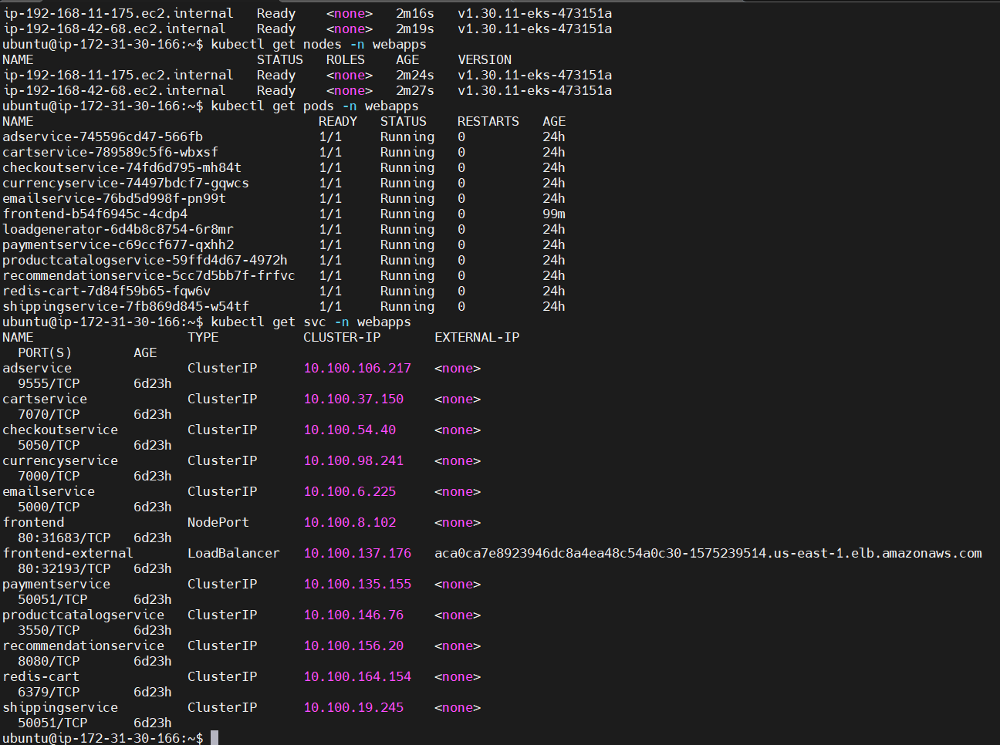 ip-192-168-11-175.ec2.internal   Ready    <none>   2m16s   v1.30.11-eks-473151a
ip-192-168-42-68.ec2.internal    Ready    <none>   2m19s   v1.30.11-eks-473151a
ubuntu@ip-172-31-30-166:~$ kubectl get nodes -n webapps
NAME                             STATUS   ROLES    AGE     VERSION
ip-192-168-11-175.ec2.internal   Ready    <none>   2m24s   v1.30.11-eks-473151a
ip-192-168-42-68.ec2.internal    Ready    <none>   2m27s   v1.30.11-eks-473151a
ubuntu@ip-172-31-30-166:~$ kubectl get pods -n webapps
NAME                                     READY   STATUS    RESTARTS   AGE
adservice-745596cd47-566fb               1/1     Running   0          24h
cartservice-789589c5f6-wbxsf             1/1     Running   0          24h
checkoutservice-74fd6d795-mh84t          1/1     Running   0          24h
currencyservice-74497bdcf7-gqwcs         1/1     Running   0          24h
emailservice-76bd5d998f-pn99t            1/1     Running   0          24h
frontend-b54f6945c-4cdp4                 1/1     Running   0          99m
loadgenerator-6d4b8c8754-6r8mr           1/1     Running   0          24h
paymentservice-c69ccf677-qxhh2           1/1     Running   0          24h
productcatalogservice-59ffd4d67-4972h    1/1     Running   0          24h
recommendationservice-5cc7d5bb7f-frfvc   1/1     Running   0          24h
redis-cart-7d84f59b65-fqw6v              1/1     Running   0          24h
shippingservice-7fb869d845-w54tf         1/1     Running   0          24h
ubuntu@ip-172-31-30-166:~$ kubectl get svc -n webapps
NAME                    TYPE           CLUSTER-IP       EXTERNAL-IP
  PORT(S)        AGE
adservice               ClusterIP      10.100.106.217   <none>
  9555/TCP       6d23h
cartservice             ClusterIP      10.100.37.150    <none>
  7070/TCP       6d23h
checkoutservice         ClusterIP      10.100.54.40     <none>
  5050/TCP       6d23h
currencyservice         ClusterIP      10.100.98.241    <none>
  7000/TCP       6d23h
emailservice            ClusterIP      10.100.6.225     <none>
  5000/TCP       6d23h
frontend                NodePort       10.100.8.102     <none>
  80:31683/TCP   6d23h
frontend-external       LoadBalancer   10.100.137.176   aca0ca7e8923946dc8a4ea48c54a0c30-1575239514.us-east-1.elb.amazonaws.com
  80:32193/TCP   6d23h
paymentservice          ClusterIP      10.100.135.155   <none>
  50051/TCP      6d23h
productcatalogservice   ClusterIP      10.100.146.76    <none>
  3550/TCP       6d23h
recommendationservice   ClusterIP      10.100.156.20    <none>
  8080/TCP       6d23h
redis-cart              ClusterIP      10.100.164.154   <none>
  6379/TCP       6d23h
shippingservice         ClusterIP      10.100.19.245    <none>
  50051/TCP      6d23h
ubuntu@ip-172-31-30-166:~$